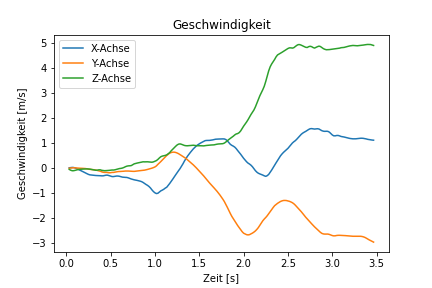 Geschwindigkeit
X-Achse
Y-Achse
Z-Achse
Geschwindigkeit [m/s]
5
4
3
2
1
0
−1
−2
−3
0.0 0.5 1.0 1.5 2.0 2.5 3.0 3.5
Zeit [s]